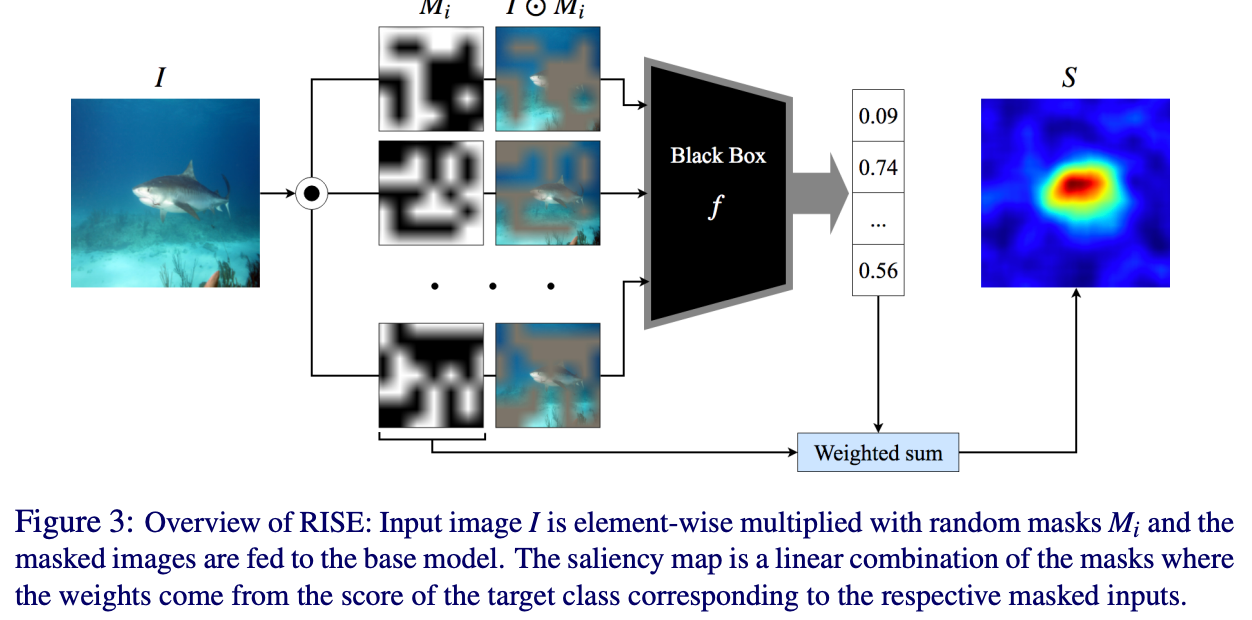 M_i I ⊙ M_i
I
S
Black Box
f
0.09
0.74
...
0.56
Weighted sum
Figure 3: Overview of RISE: Input image I is element-wise multiplied with random masks M_i and the
masked images are fed to the base model. The saliency map is a linear combination of the masks where
the weights come from the score of the target class corresponding to the respective masked inputs.